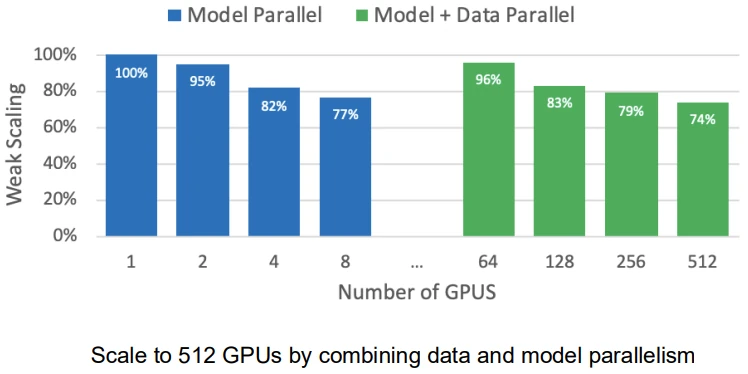 Model Parallel Model + Data Parallel
100%
80%
60%
40%
20%
0%
Weak Scaling
100% 95% 82% 77% 96% 83% 79% 74%
1 2 4 8 ... 64 128 256 512
Number of GPUS
Scale to 512 GPUs by combining data and model parallelism